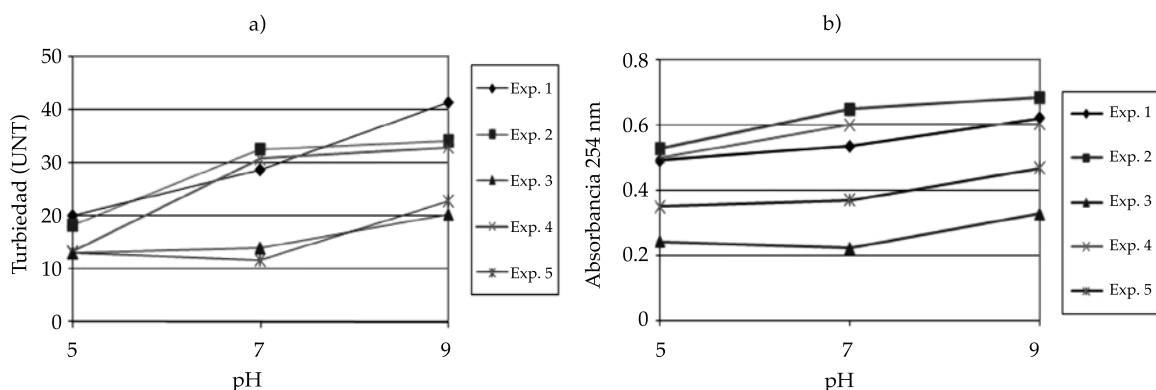 a)
Turbiedad (UNT)
50
40
30
20
10
0
5
7
9
pH
Exp. 1
Exp. 2
Exp. 3
Exp. 4
Exp. 5
b)
Absorbancia 254 nm
0.8
0.6
0.4
0.2
0
5
7
9
pH
Exp. 1
Exp. 2
Exp. 3
Exp. 4
Exp. 5